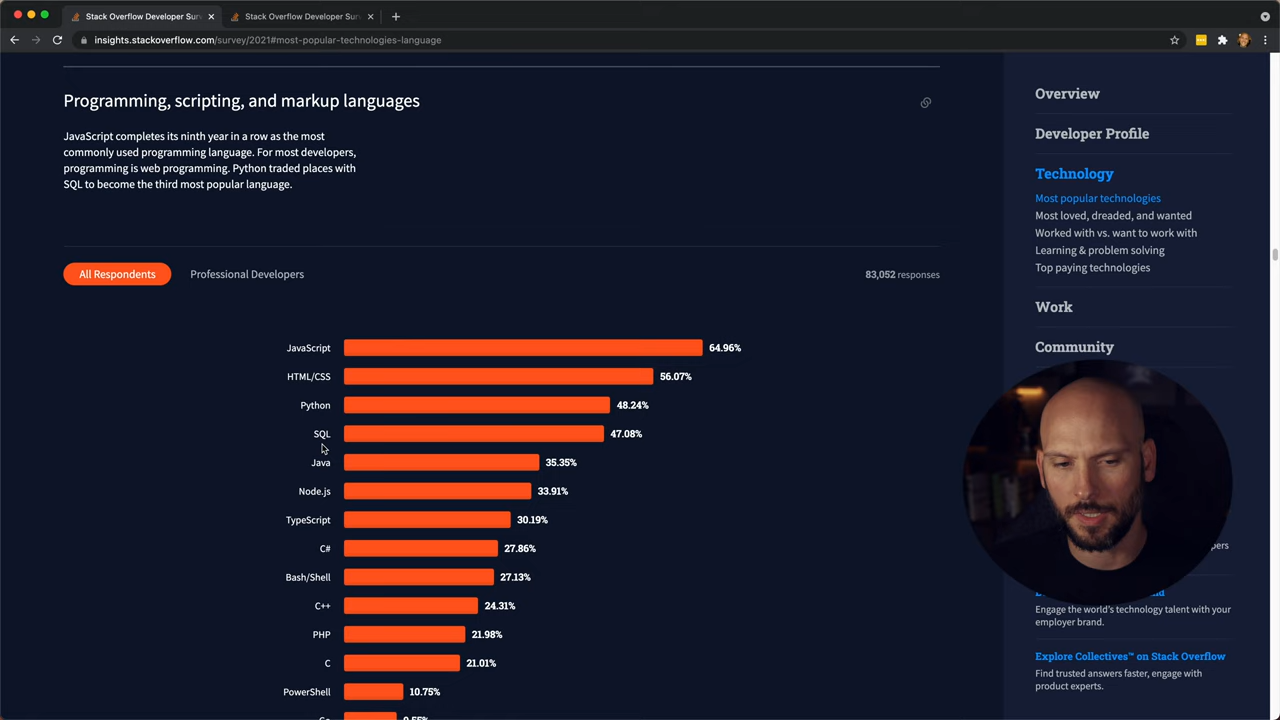 Stack Overflow Developer Sur
Stack Overflow Developer Sur
insights.stackoverflow.com/survey/2021#most-popular-technologies-language
Programming, scripting, and markup languages
JavaScript completes its ninth year in a row as the most
commonly used programming language. For most developers,
programming is web programming. Python traded places with
SQL to become the third most popular language.
All Respondents
Professional Developers
83,052 responses
JavaScript 64.96%
HTML/CSS 56.07%
Python 48.24%
SQL 47.08%
Java 35.35%
Node.js 33.91%
TypeScript 30.19%
C# 27.86%
Bash/Shell 27.13%
C++ 24.31%
PHP 21.98%
C 21.01%
PowerShell 10.75%
Overview
Developer Profile
Technology
Most popular technologies
Most loved, dreaded, and wanted
Worked with vs. want to work with
Learning & problem solving
Top paying technologies
Work
Community
Engage the world's technology talent with your
employer brand.
Explore Collectives™ on Stack Overflow
Find trusted answers faster, engage with
product experts.